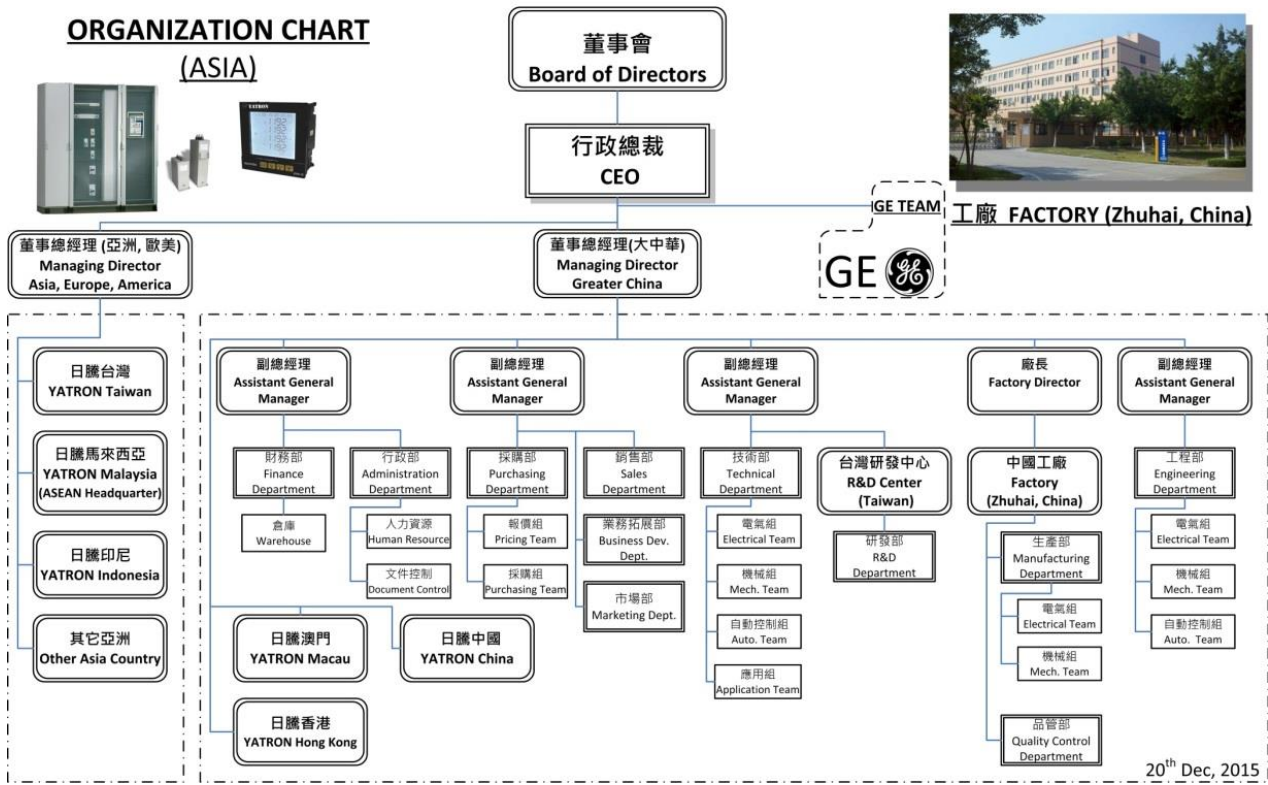 ORGANIZATION CHART
(ASIA)
YATRON
董事會
Board of Directors
行政總裁
CEO
GE TEAM
GE
工廠 FACTORY (Zhuhai, China)
董事總經理 (亞洲, 歐美)
Managing Director
Asia, Europe, America
董事總經理(大中華)
Managing Director
Greater China
日騰台灣
YATRON Taiwan
日騰馬來西亞
YATRON Malaysia
(ASEAN Headquarter)
日騰印尼
YATRON Indonesia
其它亞洲
Other Asia Country
副總經理
Assistant General
Manager
財務部
Finance
Department
倉庫
Warehouse
行政部
Administration
Department
人力資源
Human Resource
文件控制
Document Control
副總經理
Assistant General
Manager
採購部
Purchasing
Department
報價組
Pricing Team
採購組
Purchasing Team
銷售部
Sales
Department
業務拓展部
Business Dev.
Dept.
市場部
Marketing Dept.
副總經理
Assistant General
Manager
技術部
Technical
Department
電氣組
Electrical Team
機械組
Mech. Team
自動控制組
Auto. Team
應用組
Application Team
台灣研發中心
R&D Center
(Taiwan)
研發部
R&D
Department
廠長
Factory Director
中國工廠
Factory
(Zhuhai, China)
生產部
Manufacturing
Department
電氣組
Electrical Team
機械組
Mech. Team
品管部
Quality Control
Department
副總經理
Assistant General
Manager
工程部
Engineering
Department
電氣組
Electrical Team
機械組
Mech. Team
自動控制組
Auto. Team
日騰澳門
YATRON Macau
日騰中國
YATRON China
日騰香港
YATRON Hong Kong
20th Dec, 2015